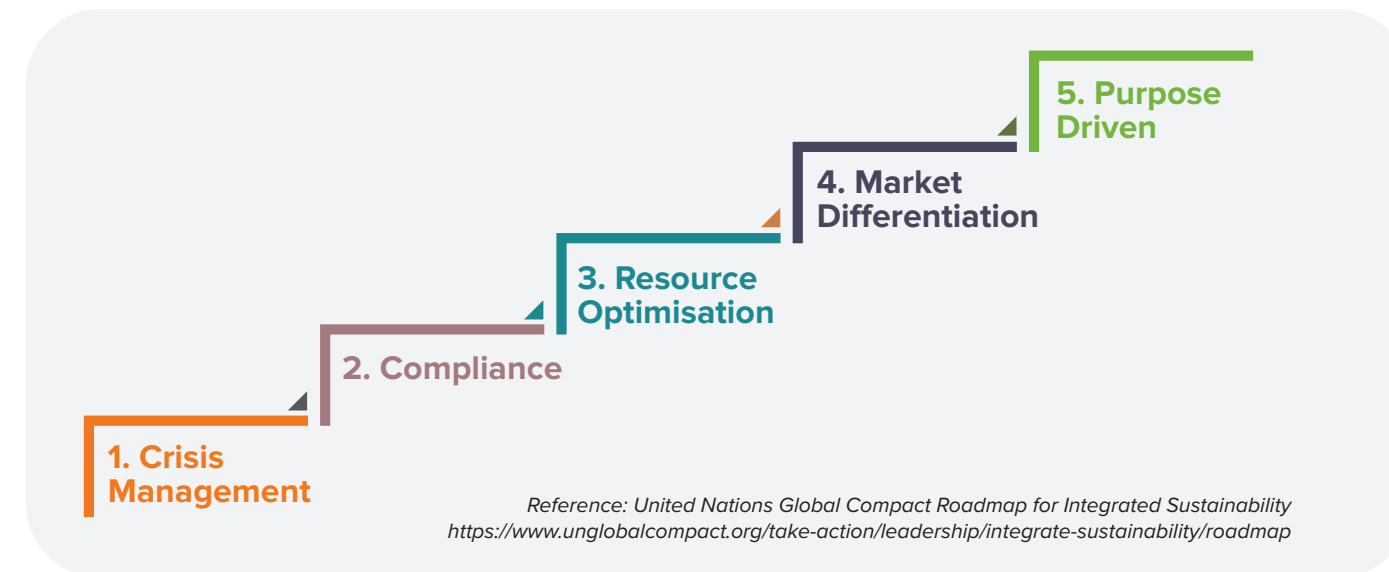 5. Purpose
Driven
4. Market
Differentiation
3. Resource
Optimisation
2. Compliance
1. Crisis
Management
Reference: United Nations Global Compact Roadmap for Integrated Sustainability
https://www.unglobalcompact.org/take-action/leadership/integrate-sustainability/roadmap